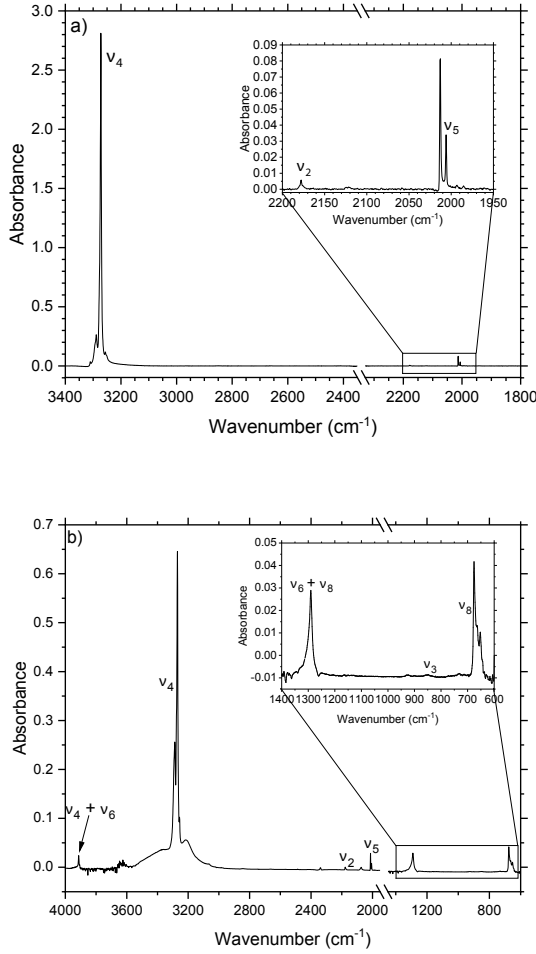 a)
3.0
2.5
2.0
1.5
1.0
0.5
0.0
Absorbance
ν4
0.09
0.08
0.07
0.06
0.05
0.04
0.03
0.02
0.01
0.00
Absorbance
ν2
ν5
2200 2150 2100 2050 2000 1950
Wavenumber (cm-1)
3400 3200 3000 2800 2600 2400 2200 2000 1800
Wavenumber (cm-1)
b)
0.7
0.6
0.5
0.4
0.3
0.2
0.1
0.0
Absorbance
ν4
ν4 + ν6
ν2
ν5
0.05
0.04
0.03
0.02
0.01
0.00
-0.01
Absorbance
ν6 + ν8
ν3
ν8
1400 1300 1200 1100 1000 900 800 700 600
Wavenumber (cm-1)
4000 3600 3200 2800 2400 2000 1200 800
Wavenumber (cm-1)